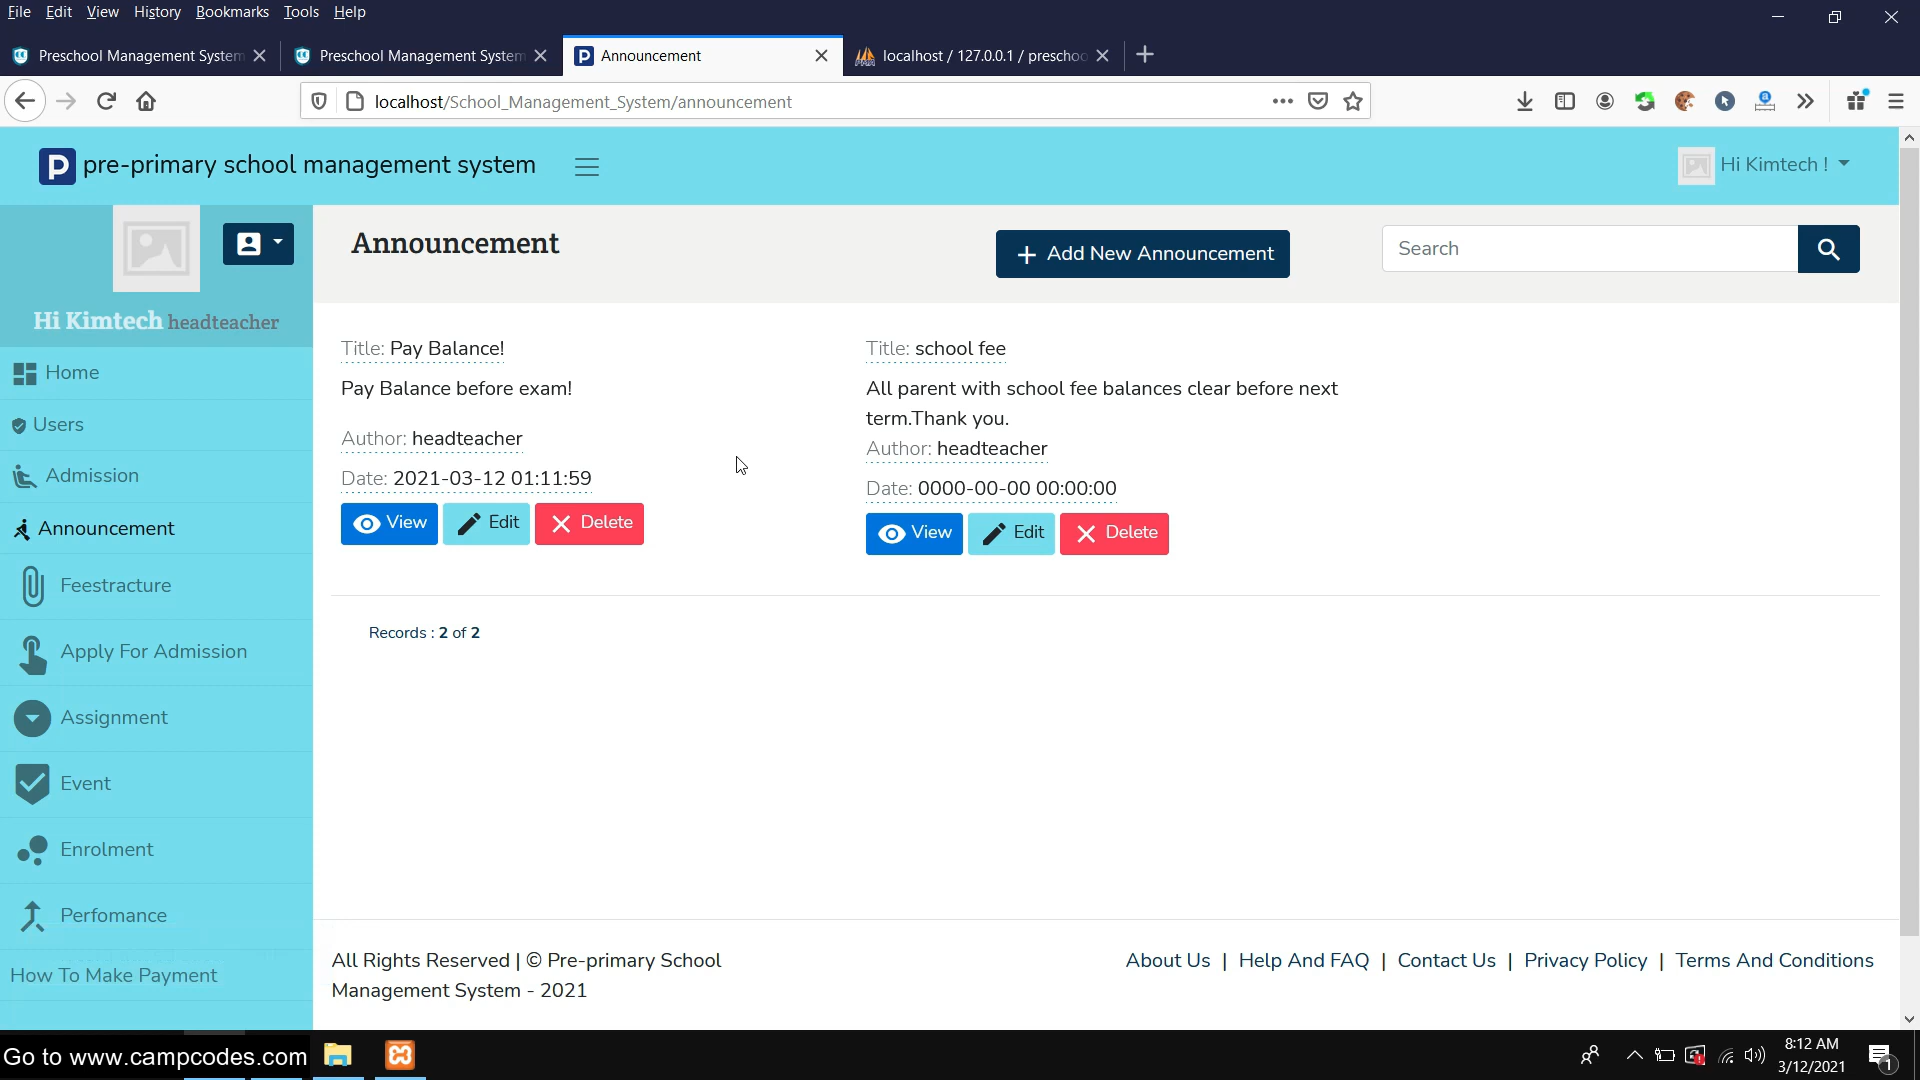 File Edit View History Bookmarks Tools Help
Preschool Management System
Preschool Management System
Announcement
localhost / 127.0.0.1 / preschoo
localhost/School_Management_System/announcement
P pre-primary school management system
Hi Kimtech !
Hi Kimtech headteacher
Announcement
Add New Announcement
Search
Home
Users
Admission
Announcement
Feestracture
Apply For Admission
Assignment
Event
Enrolment
Perfomance
How To Make Payment
Title: Pay Balance!
Pay Balance before exam!
Author: headteacher
Date: 2021-03-12 01:11:59
View Edit Delete
Title: school fee
All parent with school fee balances clear before next
term.Thank you.
Author: headteacher
Date: 0000-00-00 00:00:00
View Edit Delete
Records : 2 of 2
All Rights Reserved | © Pre-primary School
Management System - 2021
About Us | Help And FAQ | Contact Us | Privacy Policy | Terms And Conditions
Go to www.campcodes.com
8:12 AM
3/12/2021
1